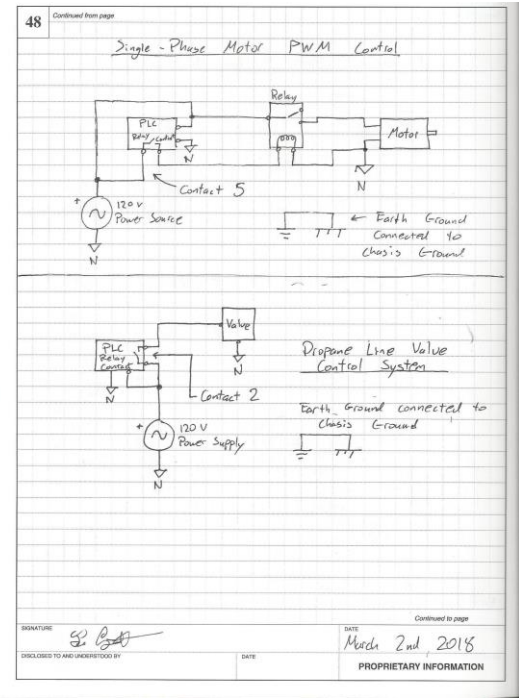 48
Continued from page
Single-Phase Motor PWM Control
Relay
PLC
Relay Contact
Motor
N
N
Contact 5
+
120 V
Power Source
N
Earth Ground
Connected to
Chasis Ground
Valve
PLC
Relay
Contact
N
N
Contact 2
Propane Line Valve
Control System
Earth Ground connected to
Chasis Ground
+
120 V
Power Supply
N
Continued to page
SIGNATURE
DATE
March 2nd, 2018
DISCLOSED TO AND UNDERSTOOD BY
DATE
PROPRIETARY INFORMATION